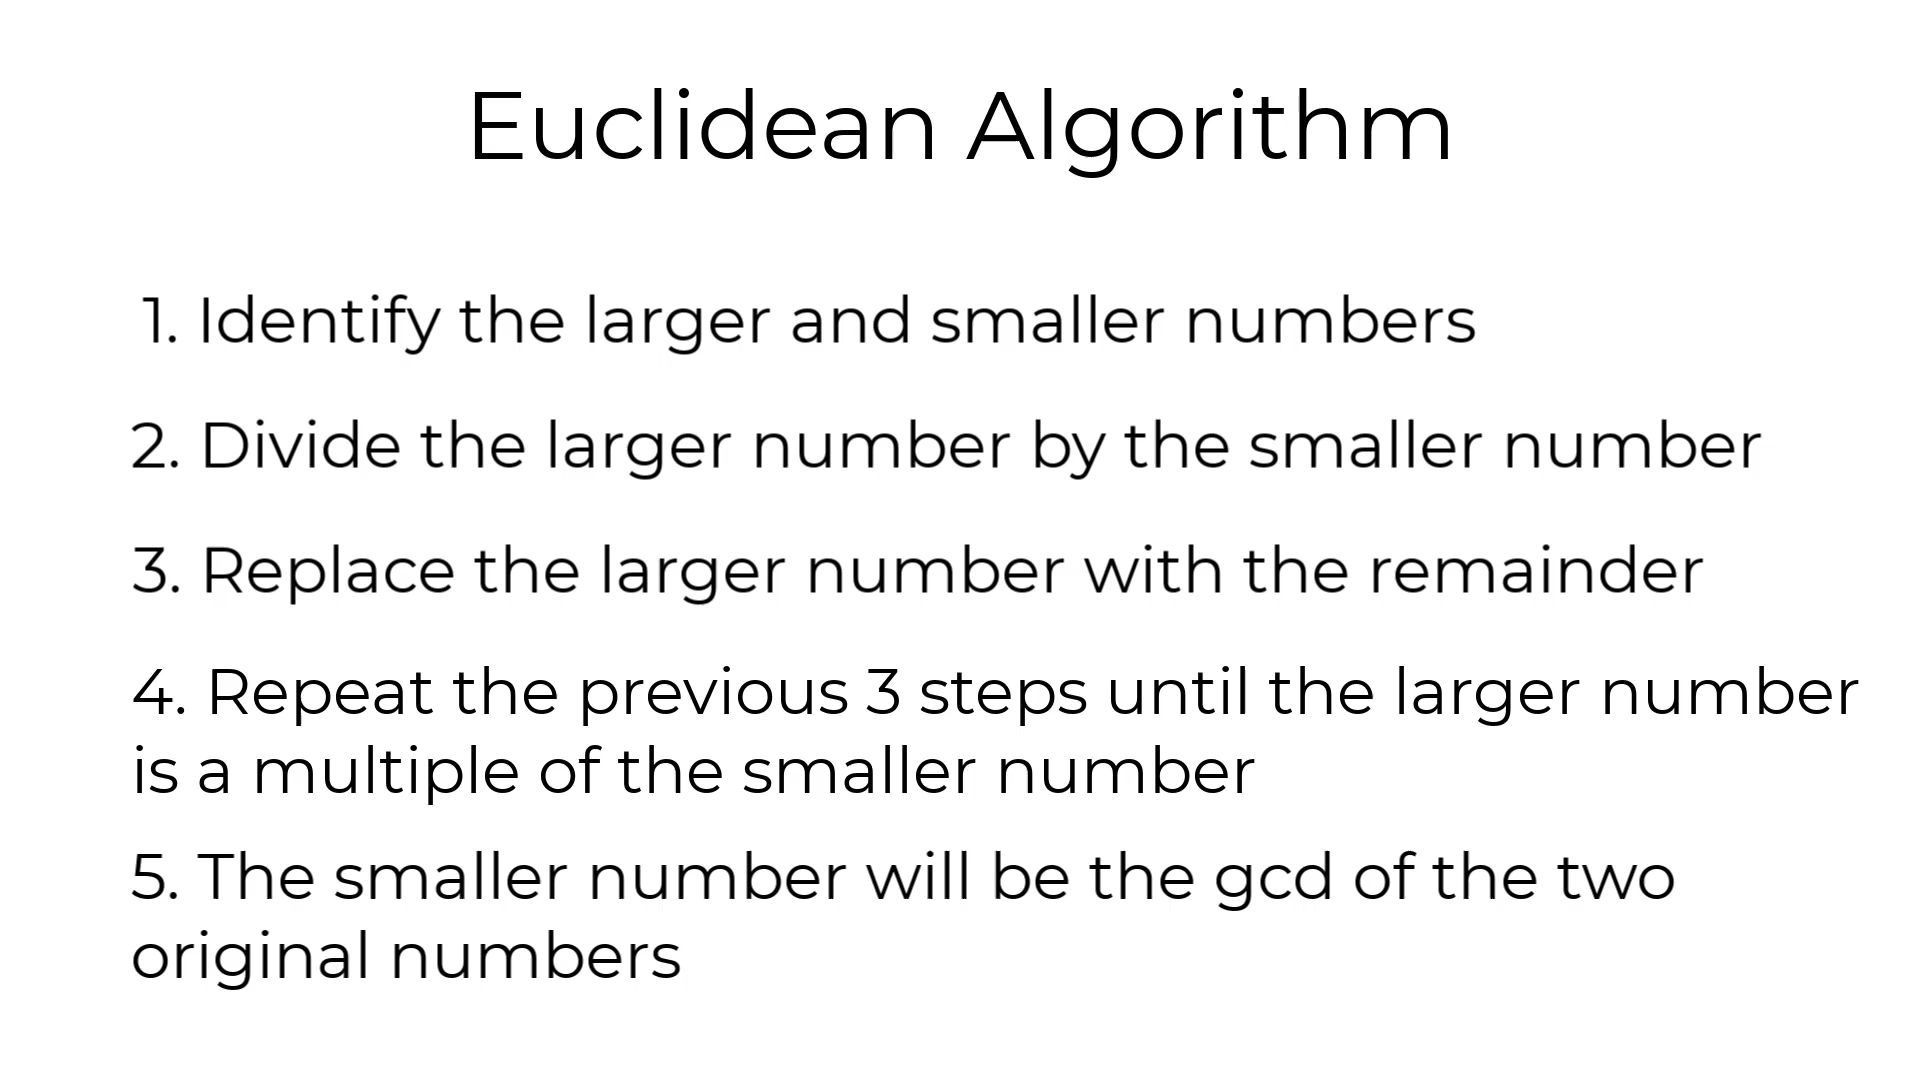 Euclidean Algorithm
1. Identify the larger and smaller numbers
2. Divide the larger number by the smaller number
3. Replace the larger number with the remainder
4. Repeat the previous 3 steps until the larger number
is a multiple of the smaller number
5. The smaller number will be the gcd of the two
original numbers